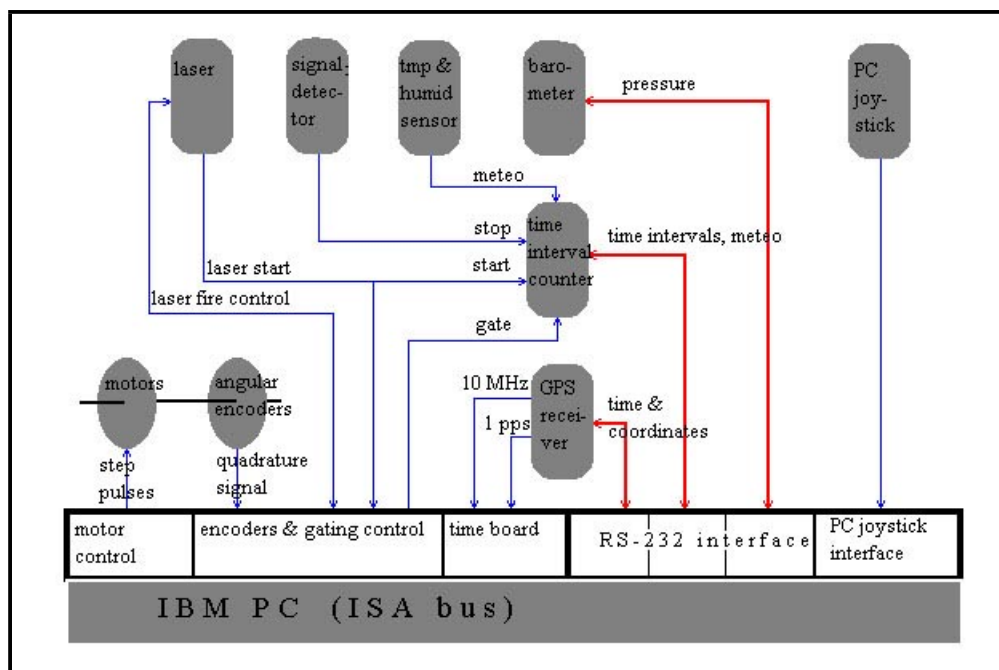 laser
signal
detec-
tor
tmp &
humid
sensor
baro-
meter
PC
joy-
stick
pressure
meteo
stop
time
interval
counter
time intervals, meteo
laser start
start
laser fire control
gate
motors
angular
encoders
10 MHz
1 pps
GPS
recei-
ver
time &
coordinates
step
pulses
quadrature
signal
motor
control
encoders & gating control
time board
RS-232 interface
PC joystick
interface
IBM PC (ISA bus)